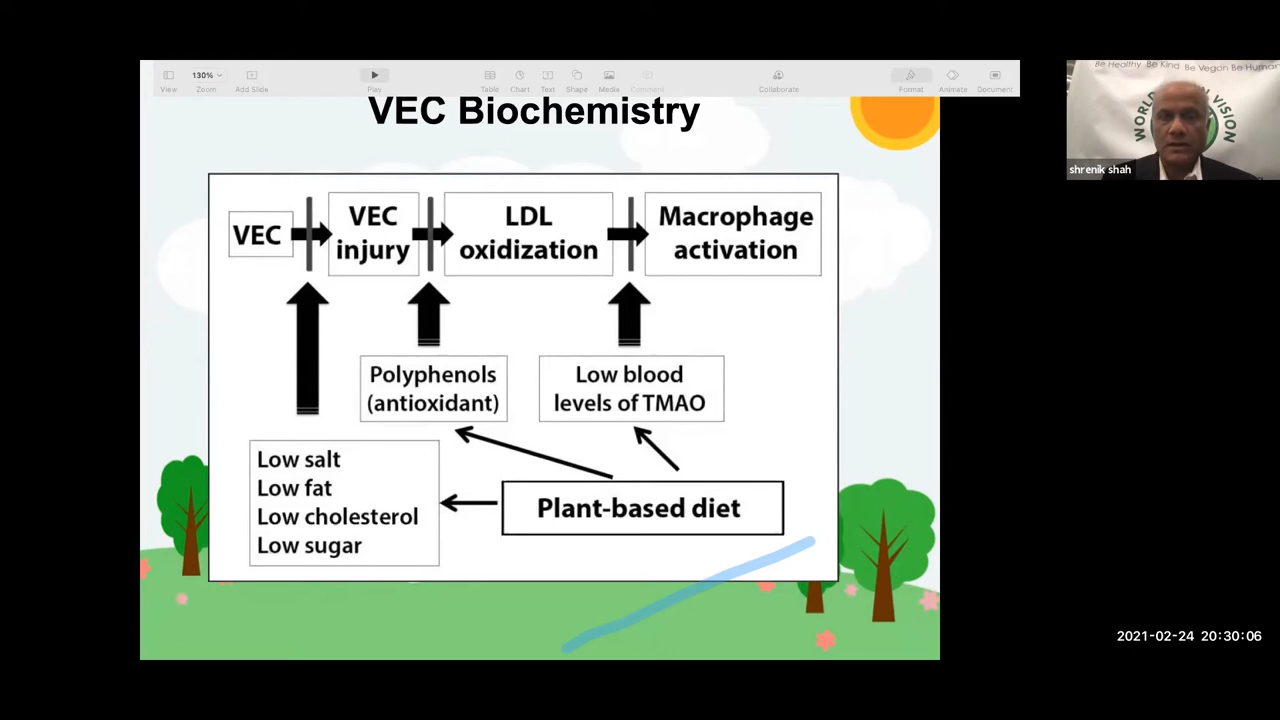 130%
View
Zoom
Add Slide
Play
Table
Chart
Text
Shape
Media
Comment
Collaborate
Format
Animate
Document
VEC Biochemistry
VEC
VEC
injury
LDL
oxidization
Macrophage
activation
Polyphenols
(antioxidant)
Low blood
levels of TMAO
Low salt
Low fat
Low cholesterol
Low sugar
Plant-based diet
Be Healthy Be Kind Be Vegan Be Human
VISION
shrenik shah
2021-02-24 20:30:06